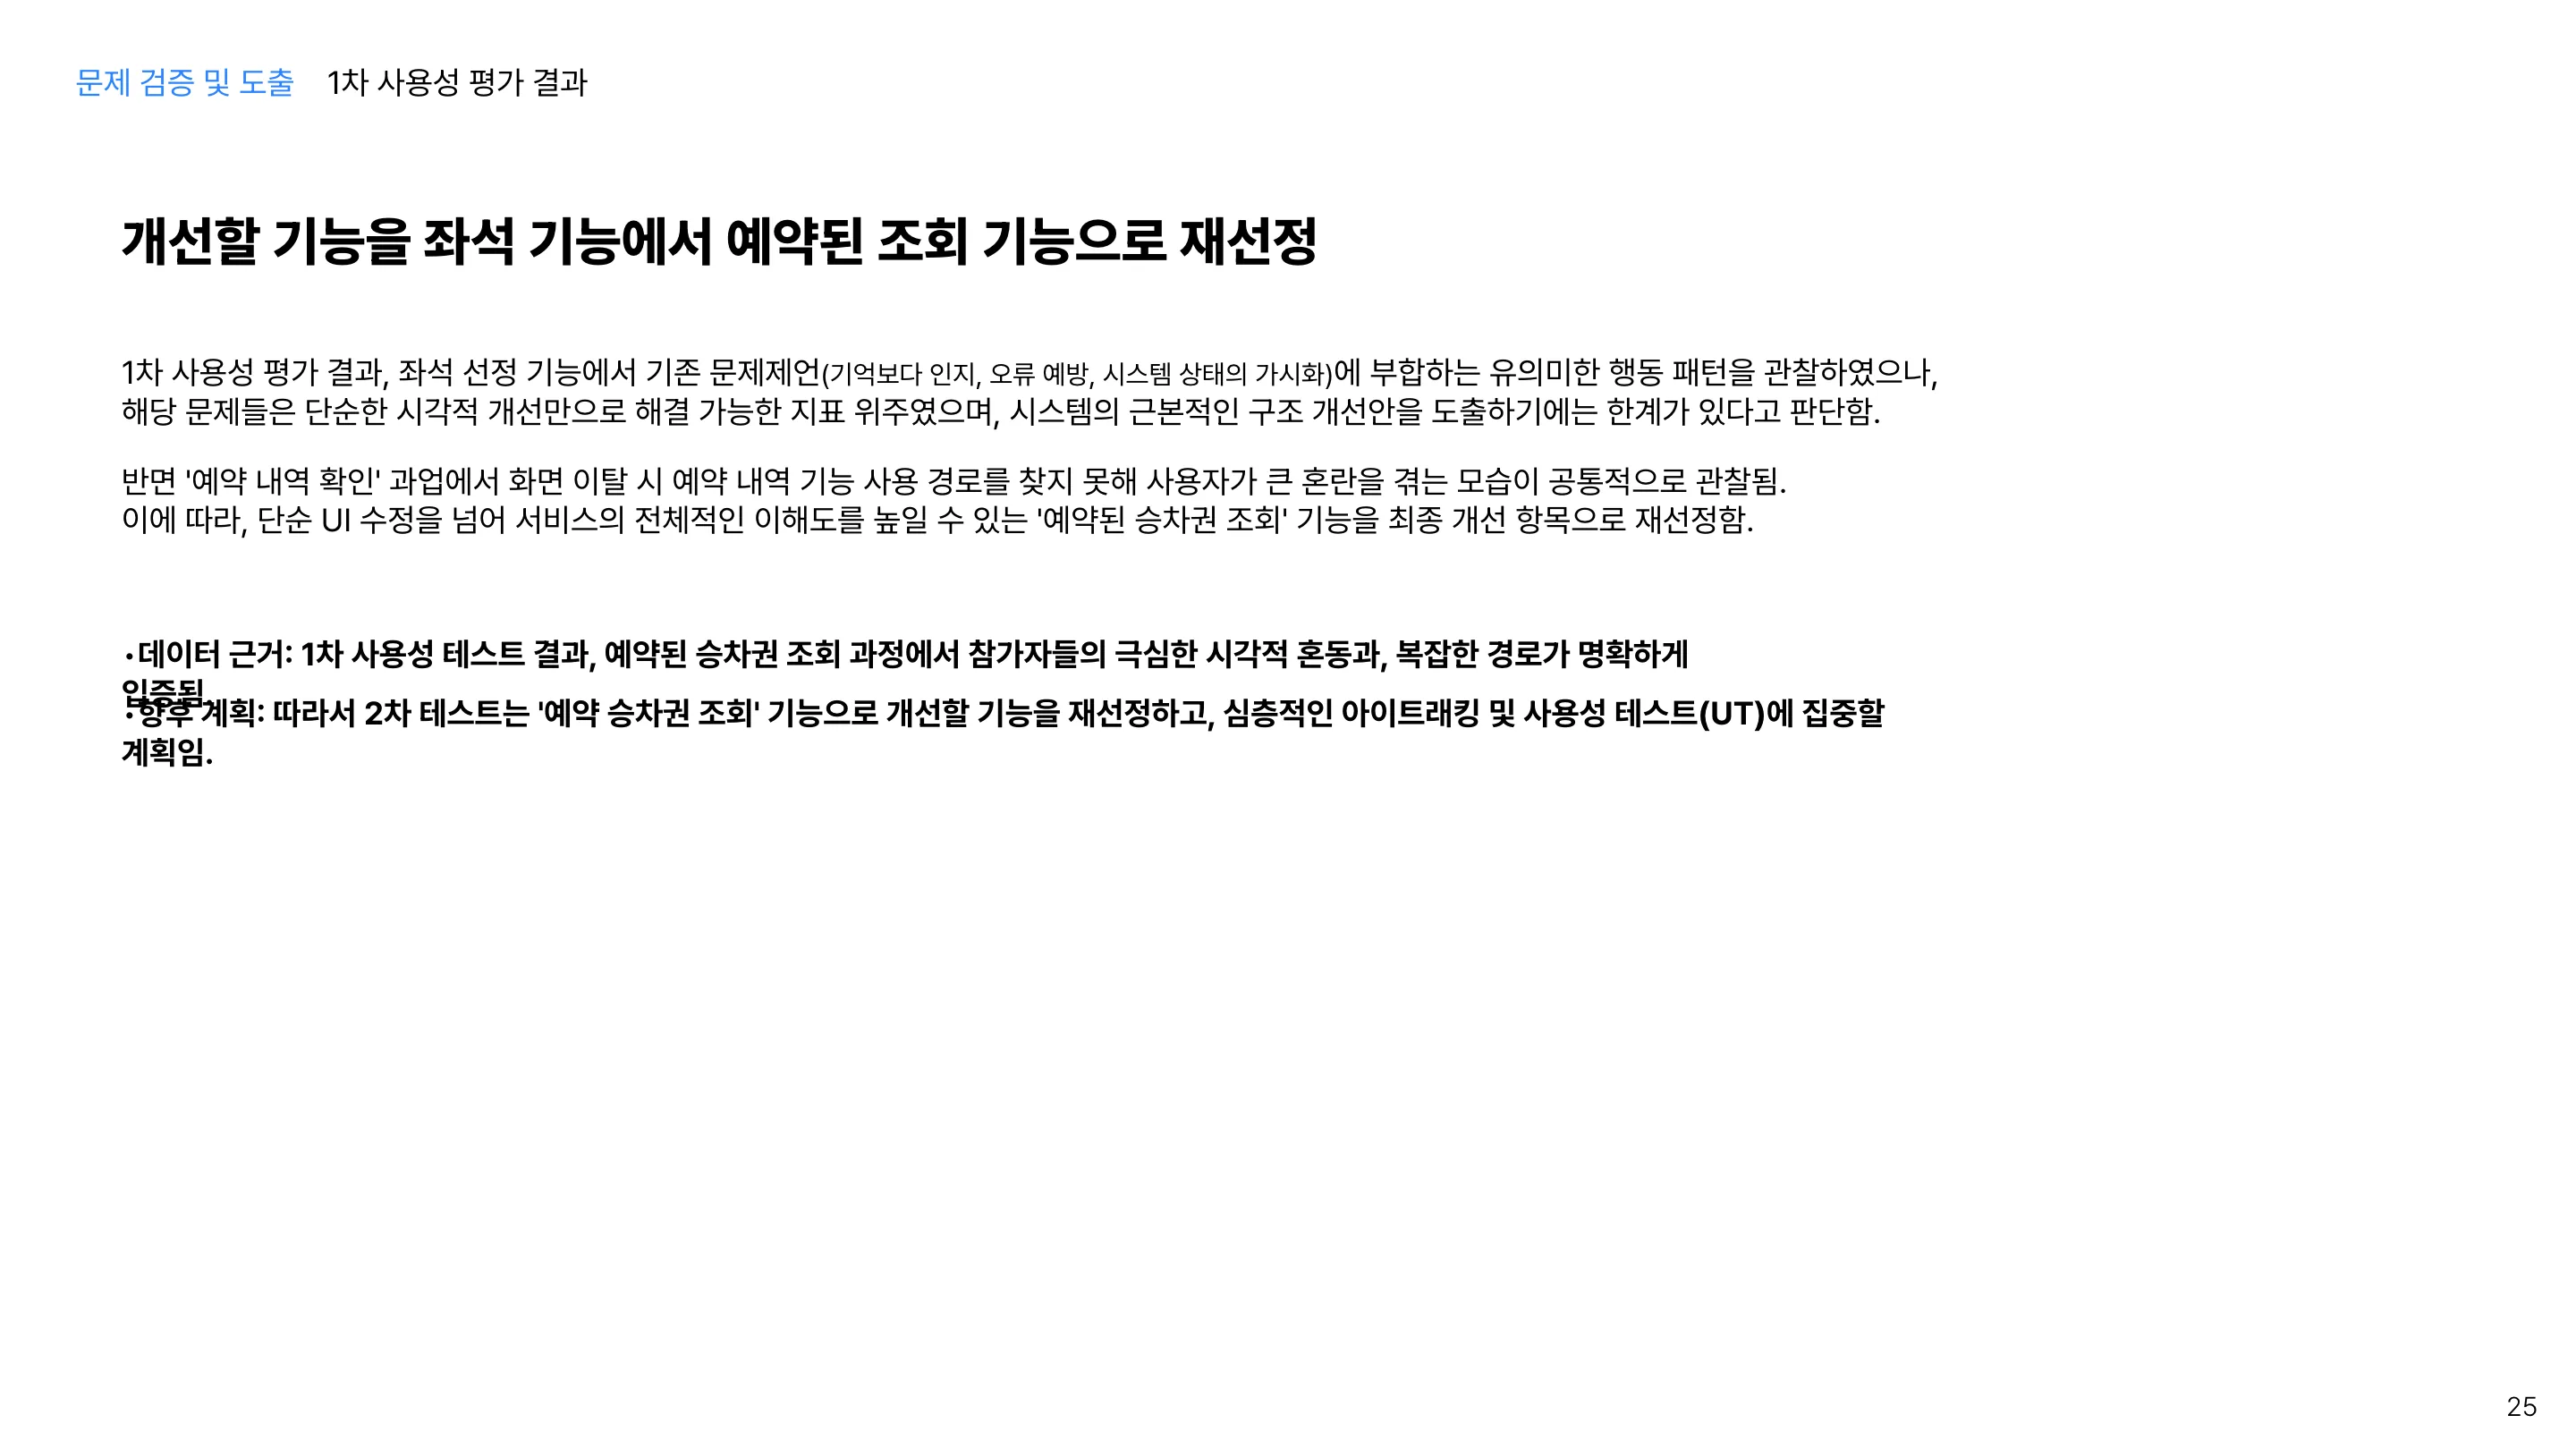 문제 검증 및 도출 1차 사용성 평가 결과
개선할 기능을 좌석 기능에서 예약된 조회 기능으로 재선정
1차 사용성 평가 결과, 좌석 선정 기능에서 기존 문제제언(기억보다 인지, 오류 예방, 시스템 상태의 가시화)에 부합하는 유의미한 행동 패턴을 관찰하였으나,
해당 문제들은 단순한 시각적 개선만으로 해결 가능한 지표 위주였으며, 시스템의 근본적인 구조 개선안을 도출하기에는 한계가 있다고 판단함.
반면 '예약 내역 확인' 과업에서 화면 이탈 시 예약 내역 기능 사용 경로를 찾지 못해 사용자가 큰 혼란을 겪는 모습이 공통적으로 관찰됨.
이에 따라, 단순 UI 수정을 넘어 서비스의 전체적인 이해도를 높일 수 있는 '예약된 승차권 조회' 기능을 최종 개선 항목으로 재선정함.
·데이터 근거: 1차 사용성 테스트 결과, 예약된 승차권 조회 과정에서 참가자들의 극심한 시각적 혼동과, 복잡한 경로가 명확하게
입증됨.
·향후 계획: 따라서 2차 테스트는 '예약 승차권 조회' 기능으로 개선할 기능을 재선정하고, 심층적인 아이트래킹 및 사용성 테스트(UT)에 집중할
계획임.
25